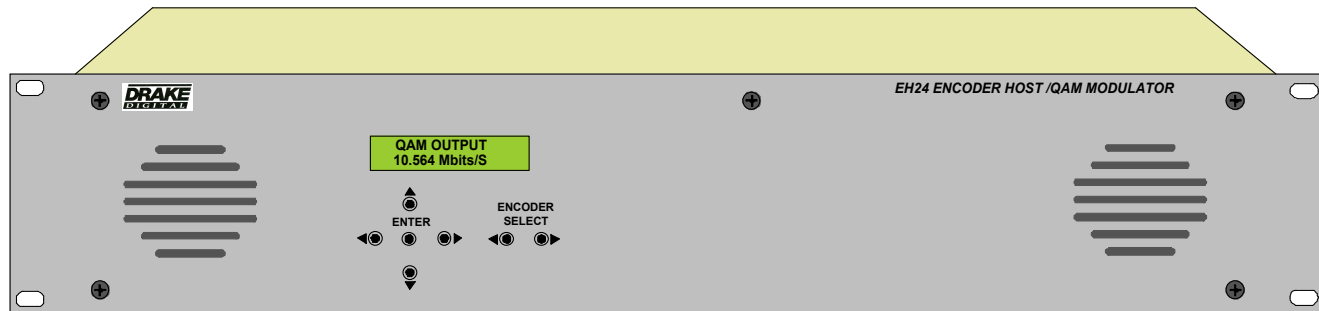 DRAKE
DIGITAL
EH24 ENCODER HOST /QAM MODULATOR
QAM OUTPUT
10.564 Mbits/S
ENTER
ENCODER
SELECT